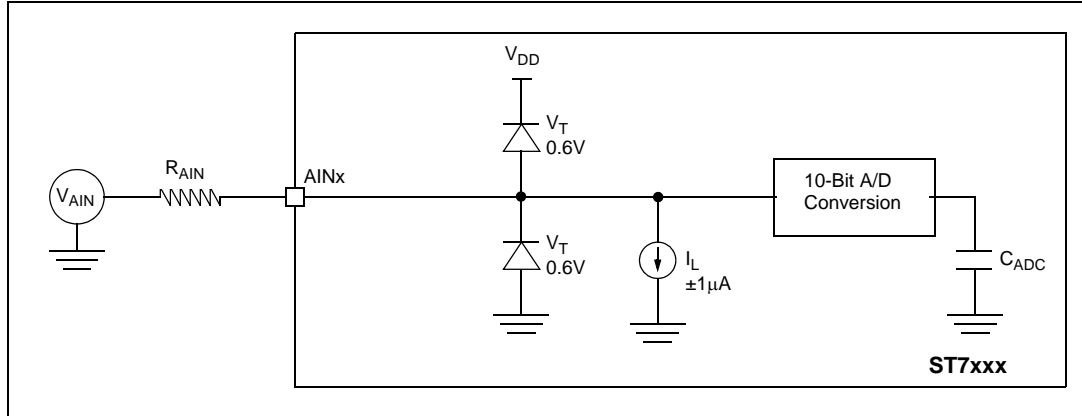 V_DD
V_T
0.6V
R_AIN
AINx
V_AIN
10-Bit A/D
Conversion
V_T
0.6V
I_L
±1μA
C_ADC
ST7xxx